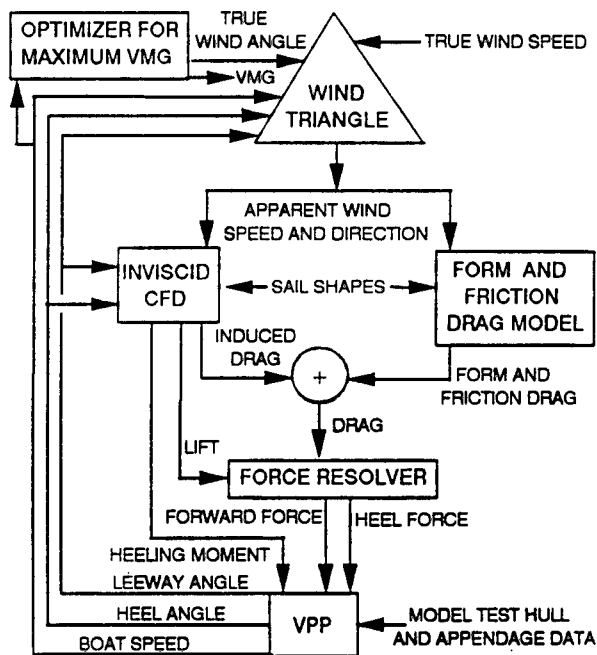 OPTIMIZER FOR
MAXIMUM VMG
TRUE
WIND ANGLE
VMG
TRUE WIND SPEED
WIND
TRIANGLE
APPARENT WIND
SPEED AND DIRECTION
INVISCID
CFD
SAIL SHAPES
FORM AND
FRICTION
DRAG MODEL
INDUCED
DRAG
+
FORM AND
FRICTION DRAG
DRAG
LIFT
FORCE RESOLVER
FORWARD FORCE
HEEL FORCE
HEELING MOMENT
LEEWAY ANGLE
HEEL ANGLE
BOAT SPEED
VPP
MODEL TEST HULL
AND APPENDAGE DATA